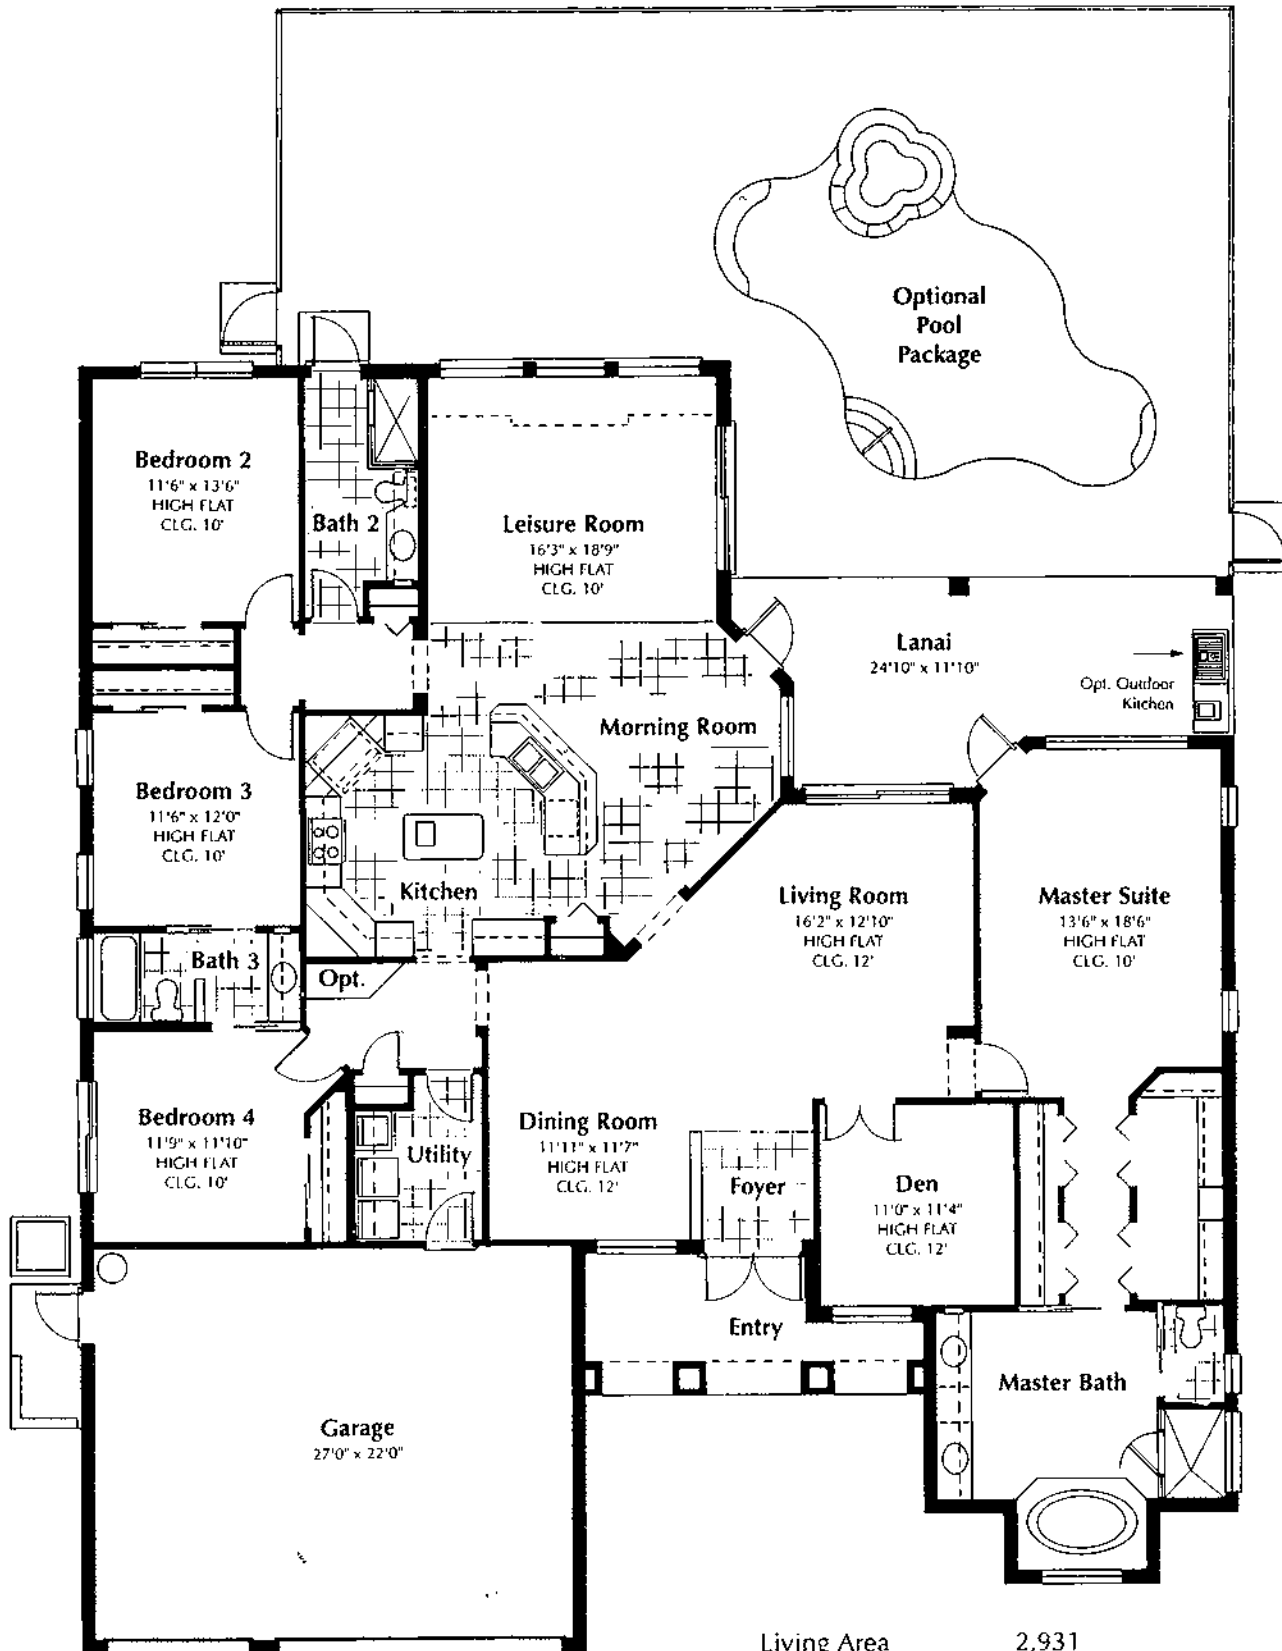 Optional
Pool
Package
Bedroom 2
11'6" x 13'6"
HIGH FLAT
CLG. 10'
Bath 2
Leisure Room
16'3" x 18'9"
HIGH FLAT
CLG. 10'
Lanai
24'10" x 11'10"
Opt. Outdoor
Kitchen
Morning Room
Bedroom 3
11'6" x 12'0"
HIGH FLAT
CLG. 10'
Kitchen
Living Room
16'2" x 12'10"
HIGH FLAT
CLG. 12'
Master Suite
13'6" x 18'6"
HIGH FLAT
CLG. 10'
Bath 3
Opt.
Bedroom 4
11'9" x 11'10"
HIGH FLAT
CLG. 10'
Utility
Dining Room
11'11" x 11'7"
HIGH FLAT
CLG. 12'
Foyer
Den
11'0" x 11'4"
HIGH FLAT
CLG. 12'
Entry
Master Bath
Garage
27'0" x 22'0"
Living Area 2,931